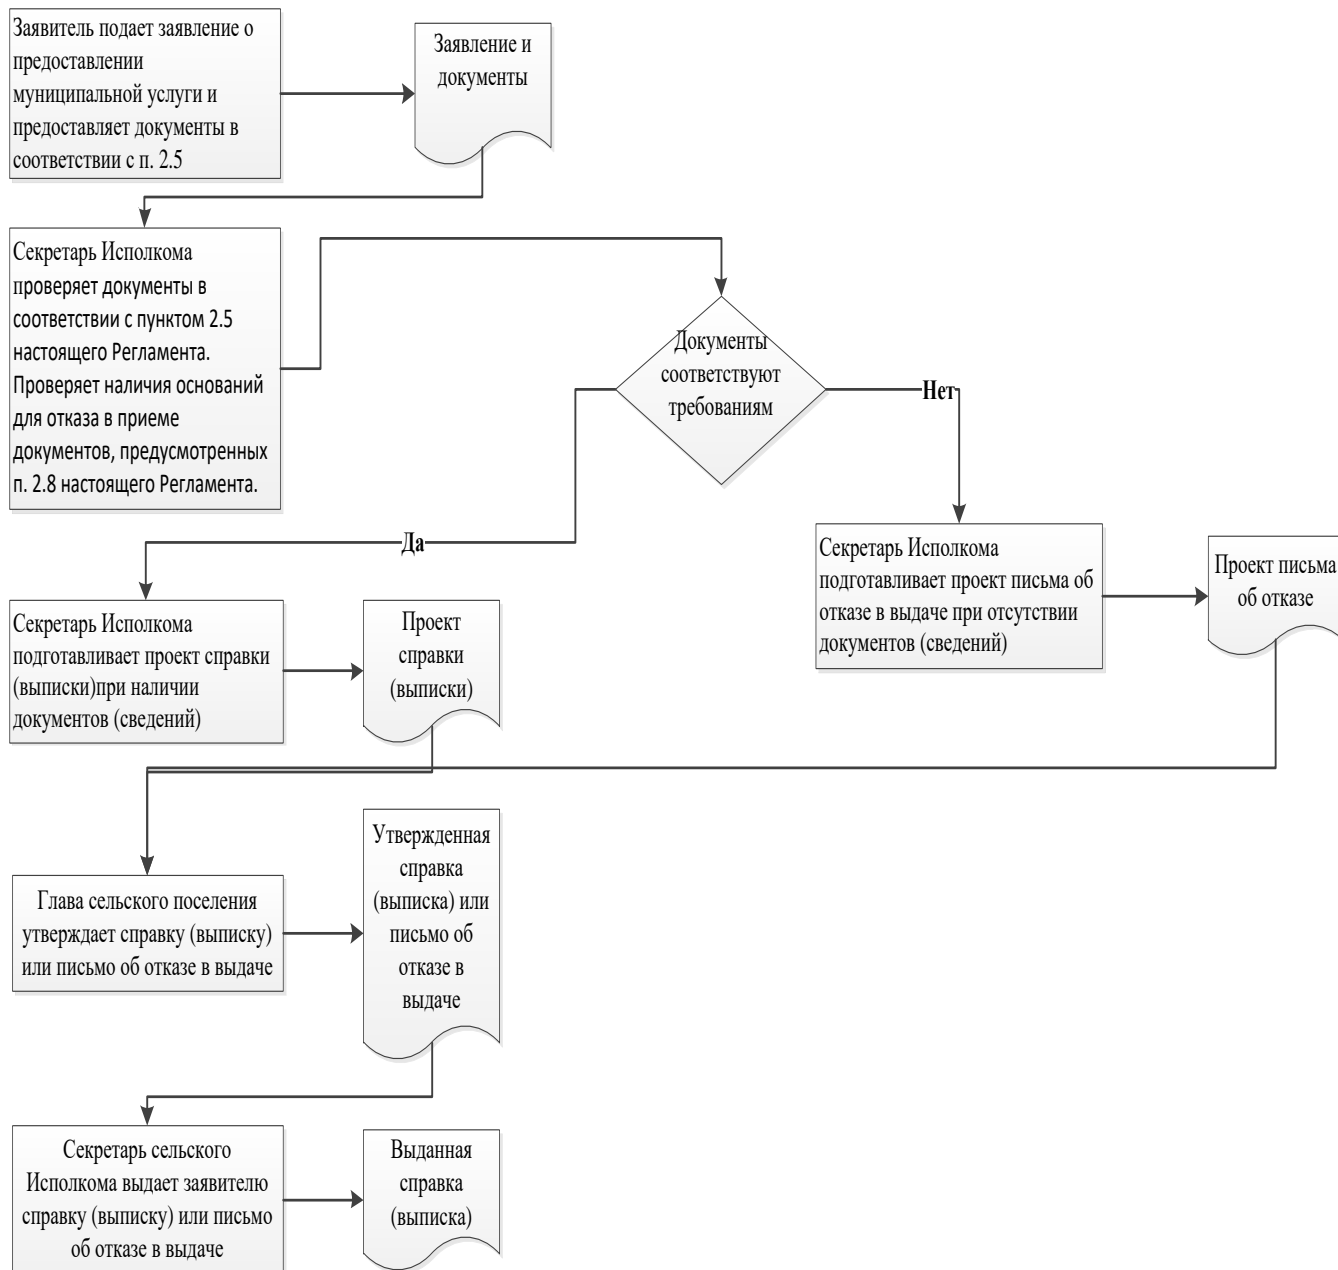 Заявитель подает заявление о
предоставлении
муниципальной услуги и
предоставляет документы в
соответствии с п. 2.5
Заявление и
документы
Секретарь Исполкома
проверяет документы в
соответствии с пунктом 2.5
настоящего Регламента.
Проверяет наличия оснований
для отказа в приеме
документов, предусмотренных
п. 2.8 настоящего Регламента.
Документы
соответствуют
требованиям
Нет
Да
Секретарь Исполкома
подготавливает проект письма об
отказе в выдаче при отсутствии
документов (сведений)
Проект письма
об отказе
Секретарь Исполкома
подготавливает проект справки
(выписки)при наличии
документов (сведений)
Проект
справки
(выписки)
Глава сельского поселения
утверждает справку (выписку)
или письмо об отказе в выдаче
Утвержденная
справка
(выписка) или
письмо об
отказе в
выдаче
Секретарь сельского
Исполкома выдает заявителю
справку (выписку) или письмо
об отказе в выдаче
Выданная
справка
(выписка)